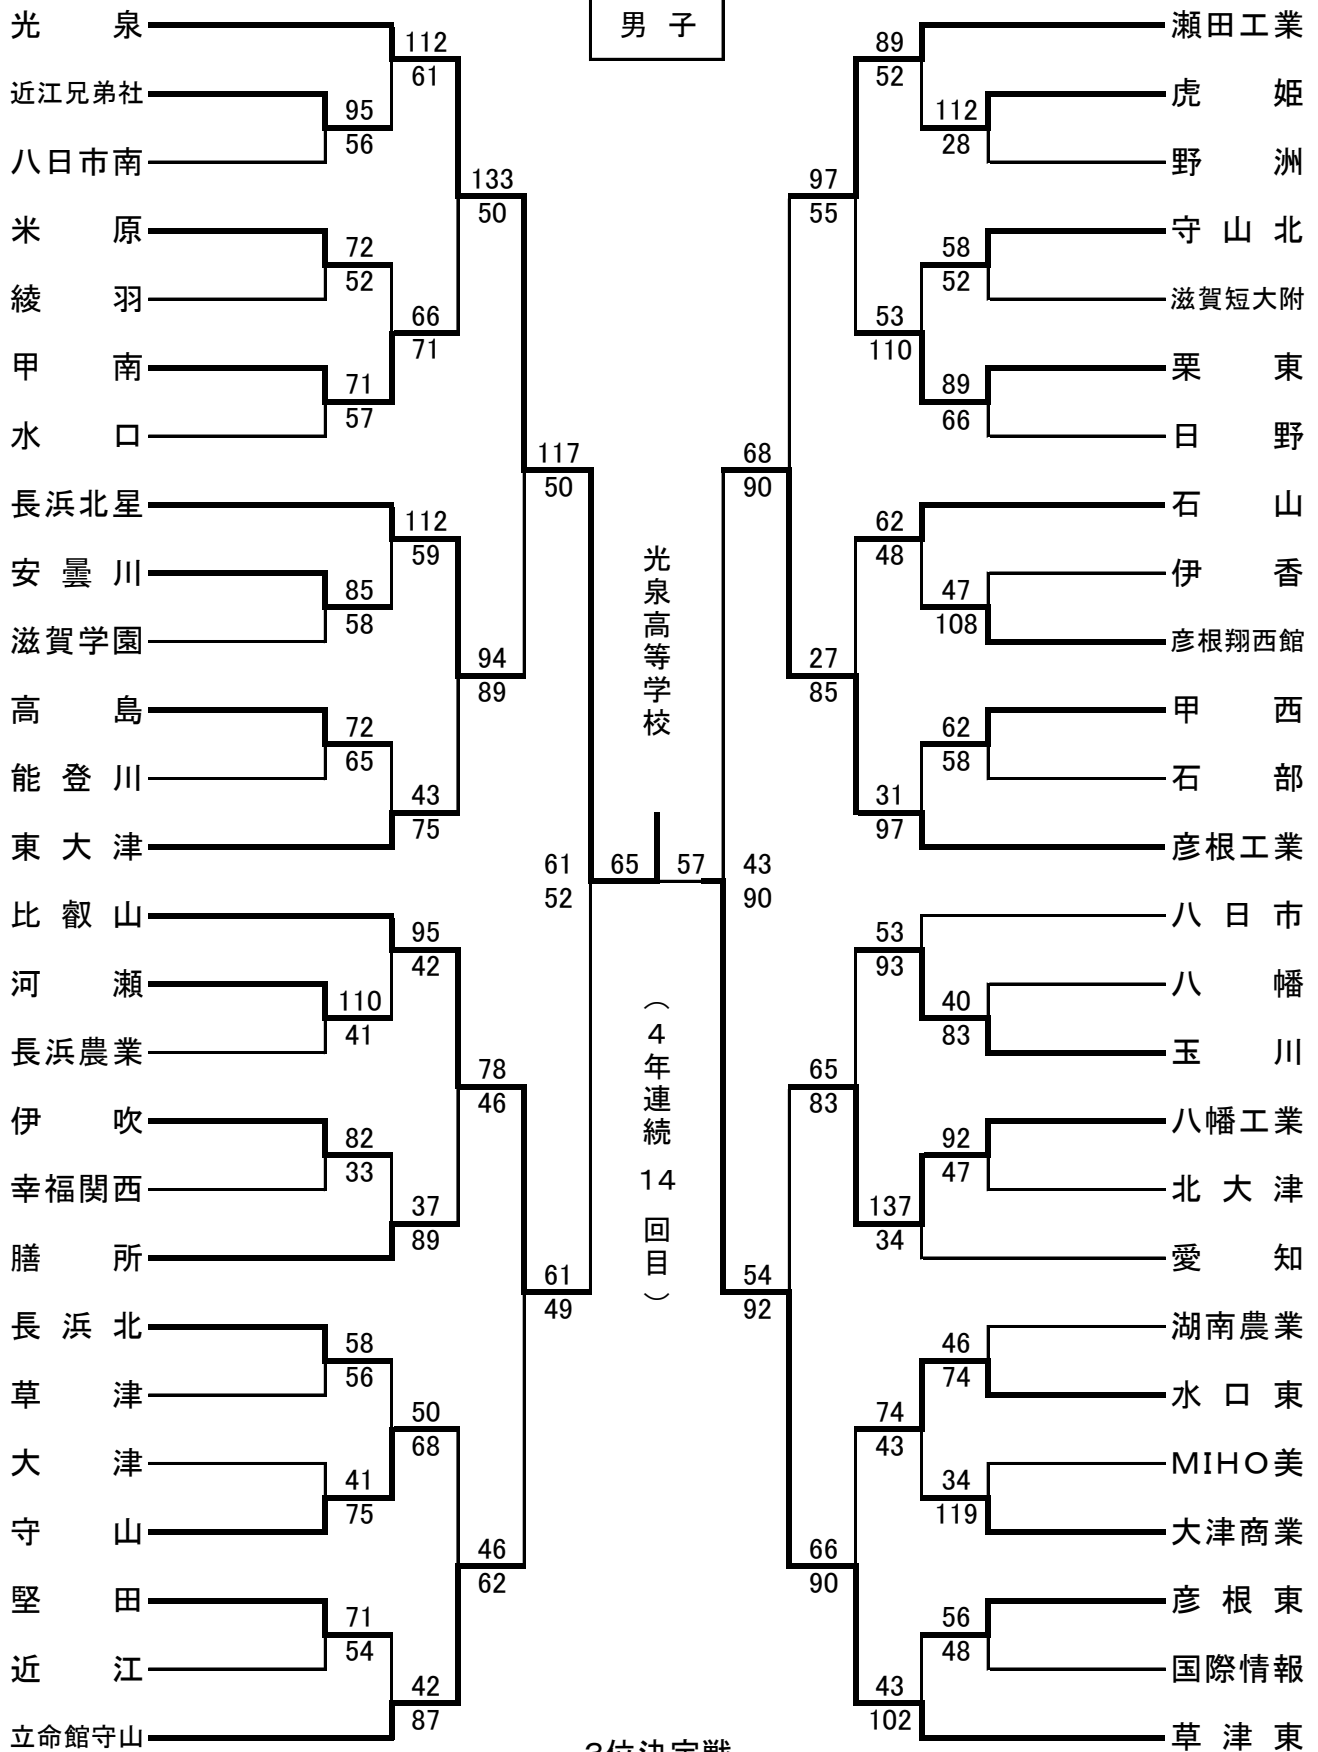 男子
光泉
112
61
近江兄弟社
95
56
八日市南
133
50
米原
72
52
綾羽
66
71
甲南
71
57
水口
117
50
長浜北星
112
59
安曇川
85
58
滋賀学園
94
89
高島
72
65
能登川
43
75
東大津
61
52
比叡山
95
42
河瀬
110
41
長浜農業
78
46
伊吹
82
33
幸福関西
37
89
膳所
61
49
長浜北
58
56
草津
50
68
大津
41
75
守山
46
62
堅田
71
54
近江
42
87
立命館守山
光泉高等学校
65 57
(4年連続14回目)
瀬田工業
89
52
虎姫
112
28
野洲
97
55
守山北
58
52
滋賀短大附
53
110
栗東
89
66
日野
68
90
石山
62
48
伊香
47
108
彦根翔西館
27
85
甲西
62
58
石部
31
97
彦根工業
43
90
八日市
53
93
八幡
40
83
玉川
65
83
八幡工業
92
47
北大津
137
34
愛知
54
92
湖南農業
46
74
水口東
74
43
MIHO美
34
119
大津商業
66
90
彦根東
56
48
国際情報
43
102
草津東
3位決定戦